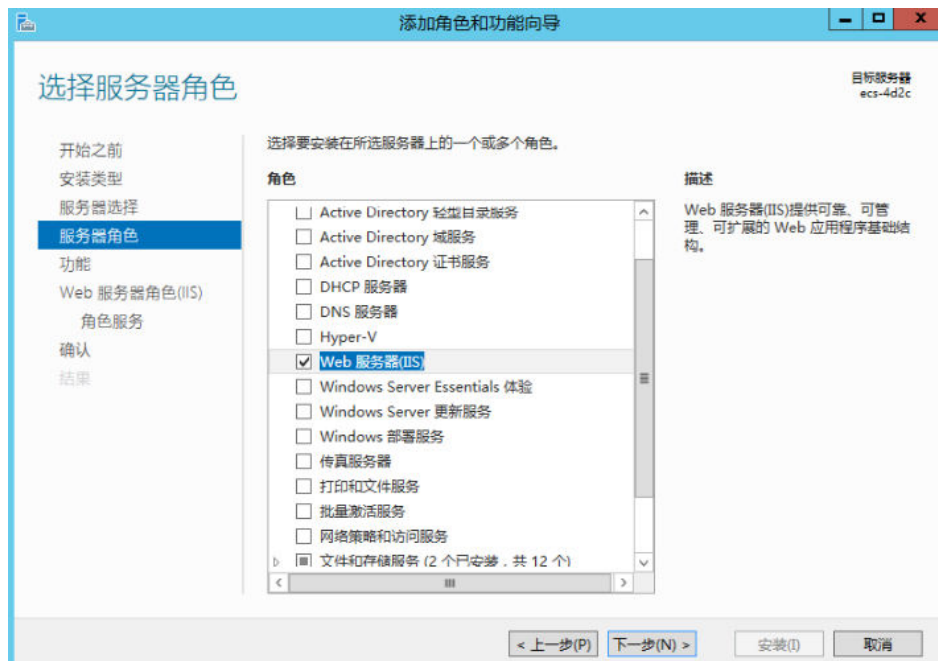 添加角色和功能向导
选择服务器角色
目标服务器
ecs-4d2c
开始之前
安装类型
服务器选择
服务器角色
功能
Web 服务器角色(IIS)
角色服务
确认
结果
选择要安装在所选服务器上的一个或多个角色。
角色
Active Directory 轻型目录服务
Active Directory 域服务
Active Directory 证书服务
DHCP 服务器
DNS 服务器
Hyper-V
Web 服务器(IIS)
Windows Server Essentials 体验
Windows Server 更新服务
Windows 部署服务
传真服务器
打印和文件服务
批量激活服务
网络策略和访问服务
文件和存储服务 (2 个已安装，共 12 个)
描述
Web 服务器(IIS)提供可靠、可管
理、可扩展的 Web 应用程序基础结
构。
< 上一步(P)
下一步(N) >
安装(I)
取消